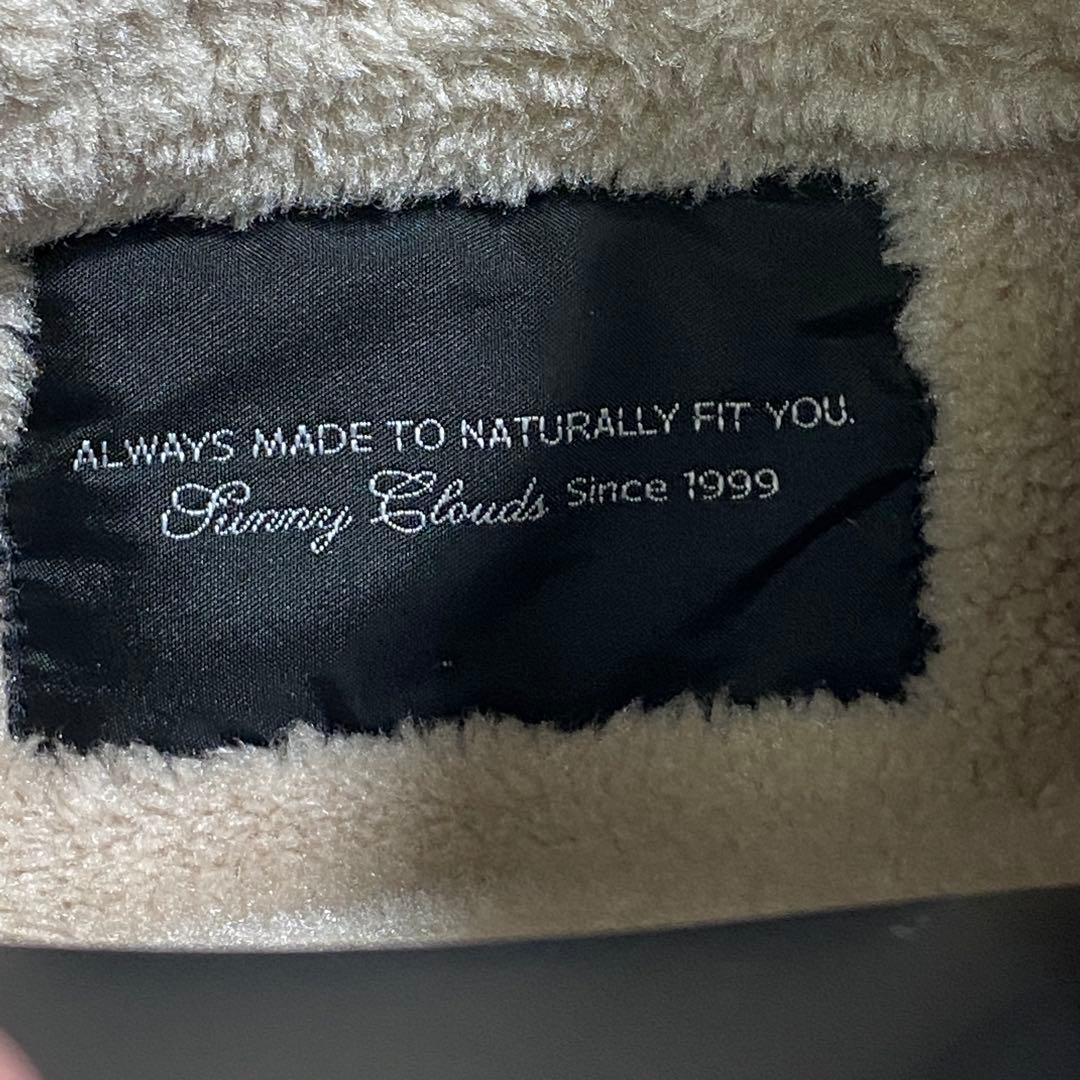 ALWAYS MADE TO NATURALLY FIT YOU.
Sunny Clouds Since 1999